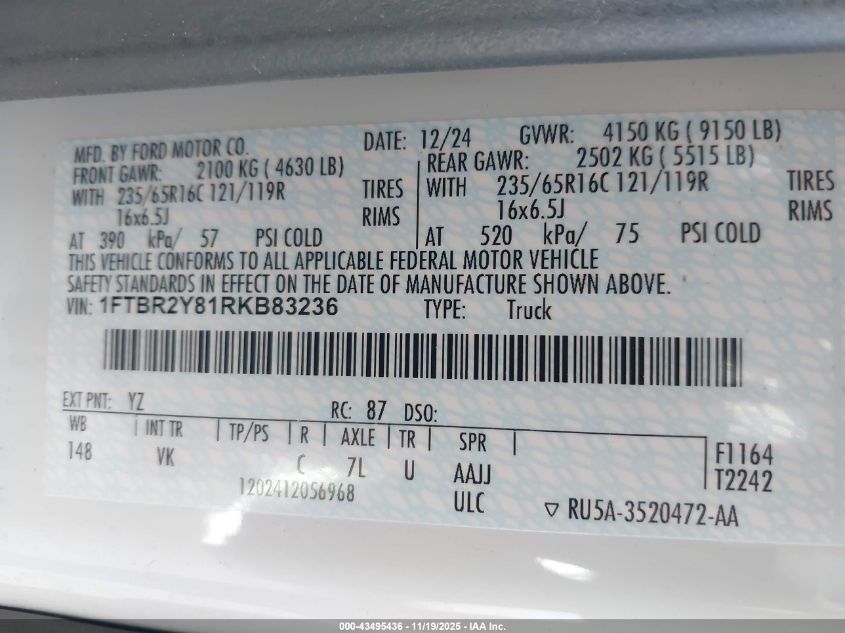 MFD. BY FORD MOTOR CO. DATE: 12/24 GVWR: 4150 KG ( 9150 LB)
FRONT GAWR: 2100 KG ( 4630 LB) REAR GAWR: 2502 KG ( 5515 LB)
WITH 235/65R16C 121/119R TIRES WITH 235/65R16C 121/119R TIRES
16x6.5J RIMS 16x6.5J RIMS
AT 390 kPa/ 57 PSI COLD AT 520 kPa/ 75 PSI COLD
THIS VEHICLE CONFORMS TO ALL APPLICABLE FEDERAL MOTOR VEHICLE
SAFETY STANDARDS IN EFFECT ON THE DATE OF MANUFACTURE SHOWN ABOVE.
VIN: 1FTBR2Y81RKB83236 TYPE: Truck
EXT PNT: YZ RC: 87 DSO:
WB INT TR TP/PS R AXLE TR SPR
148 VK C 7L U AAJJ F1164
1202412056968 ULC T2242
RU5A-3520472-AA
000-43495436 - 11/19/2025 - IAA Inc.